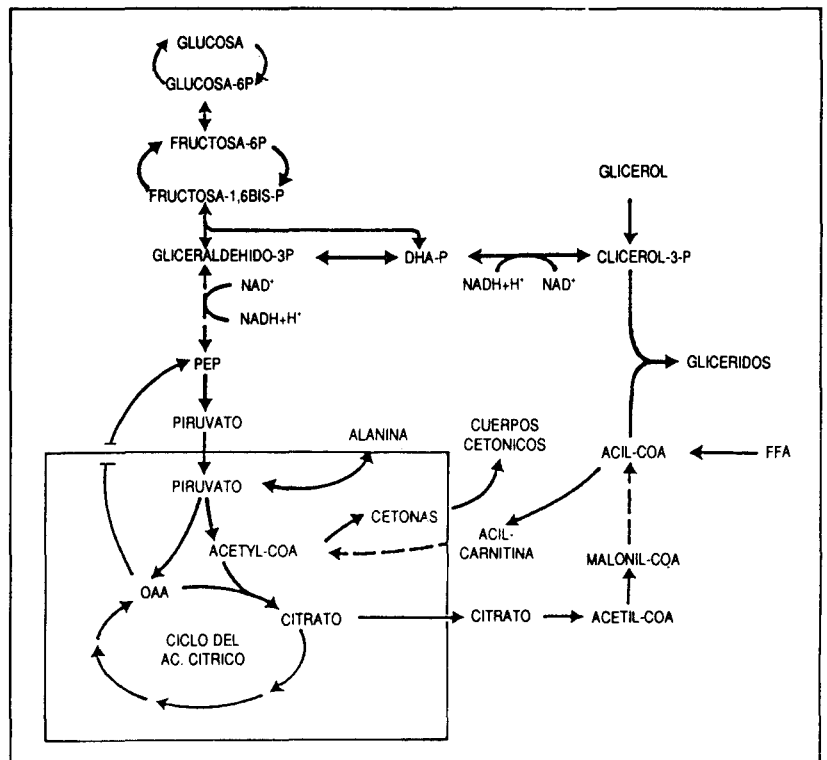 GLUCOSA
GLUCOSA-6P
FRUCTOSA-6P
FRUCTOSA-1,6BIS-P
GLICEROL
GLICERALDEHIDO-3P
DHA-P
CLICEROL-3-P
NADH+H⁺
NAD⁺
NAD⁺
NADH+H⁺
PEP
GLICERIDOS
PIRUVATO
ALANINA
CUERPOS
CETONICOS
ACIL-COA
FFA
PIRUVATO
CETONAS
ACIL-
CARNITINA
ACETYL-COA
MALONIL-COA
OAA
CITRATO
CITRATO
ACETIL-COA
CICLO DEL
AC. CITRICO